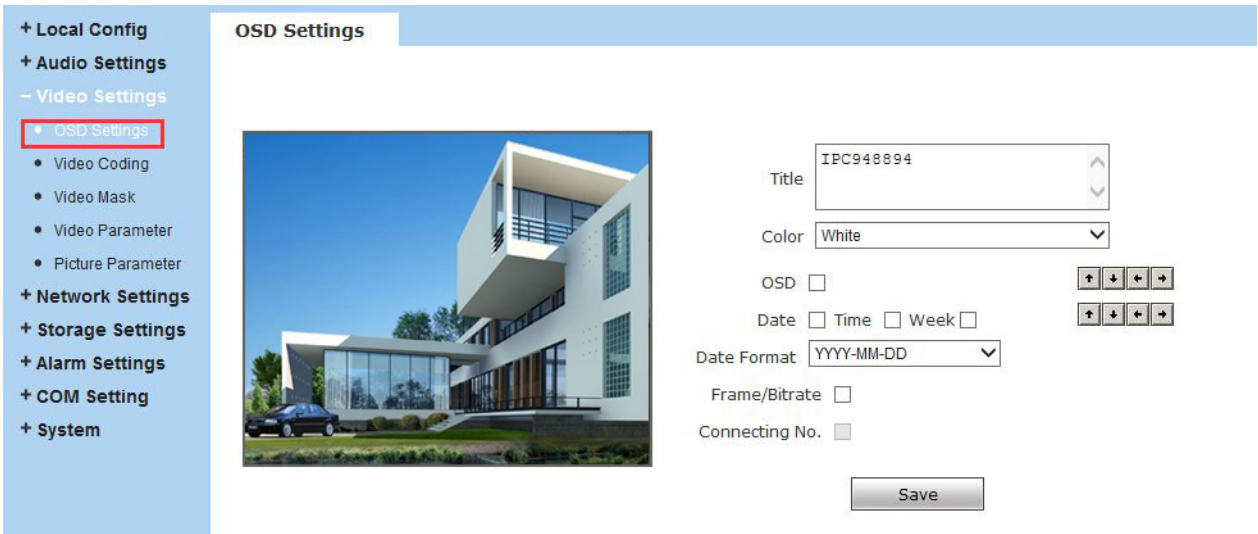 + Local Config
+ Audio Settings
– Video Settings
• OSD Settings
• Video Coding
• Video Mask
• Video Parameter
• Picture Parameter
+ Network Settings
+ Storage Settings
+ Alarm Settings
+ COM Setting
+ System
OSD Settings
Title IPC948894
Color White
OSD
Date Time Week
Date Format YYYY-MM-DD
Frame/Bitrate
Connecting No.
Save